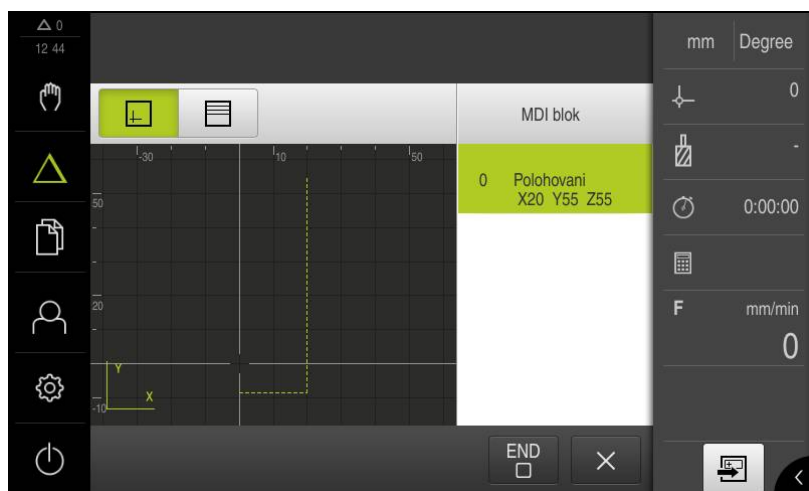 0
12 44
mm Degree
0
MDI blok
-30 10 50
0 Polohovani
X20 Y55 Z55
-
50
0:00:00
20
F mm/min
0
Y
X
-10
END